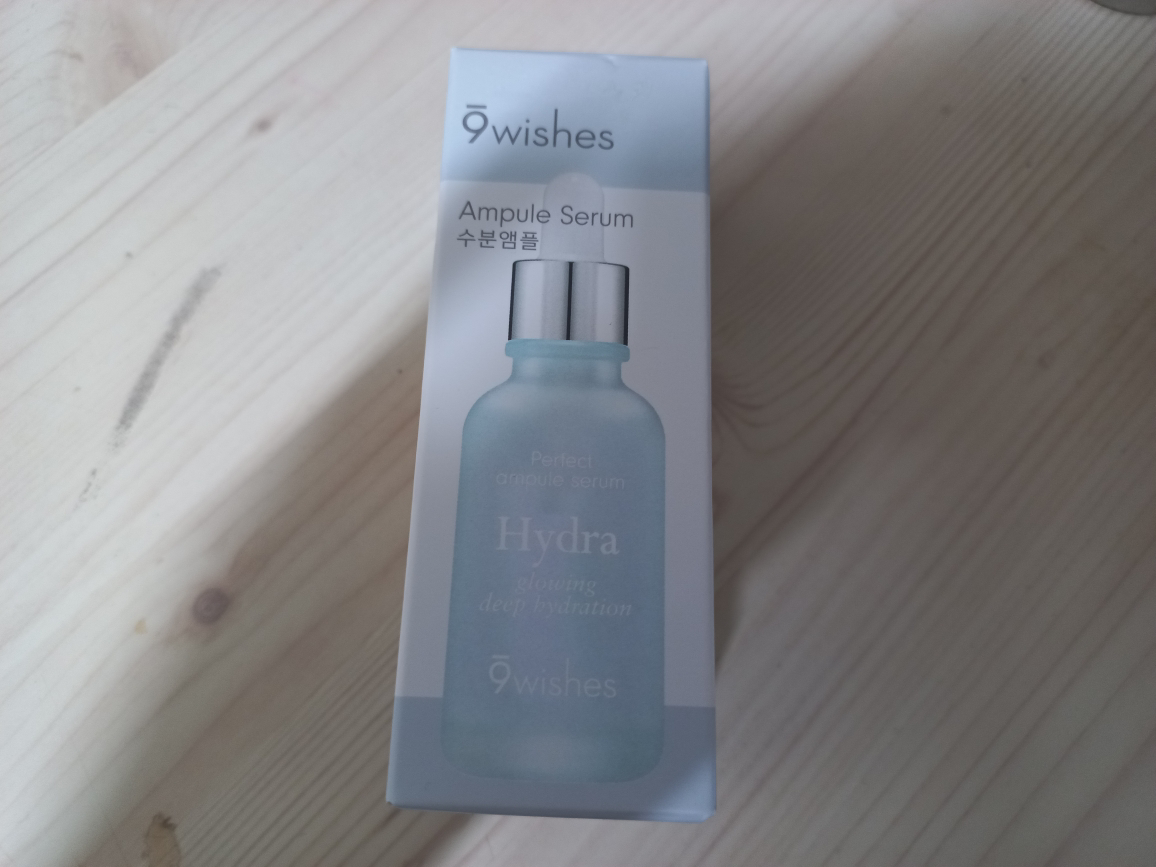 9wishes
Ampule Serum
수분앰플
Perfect
ampule serum
Hydra
glowing
deep hydration
9wishes